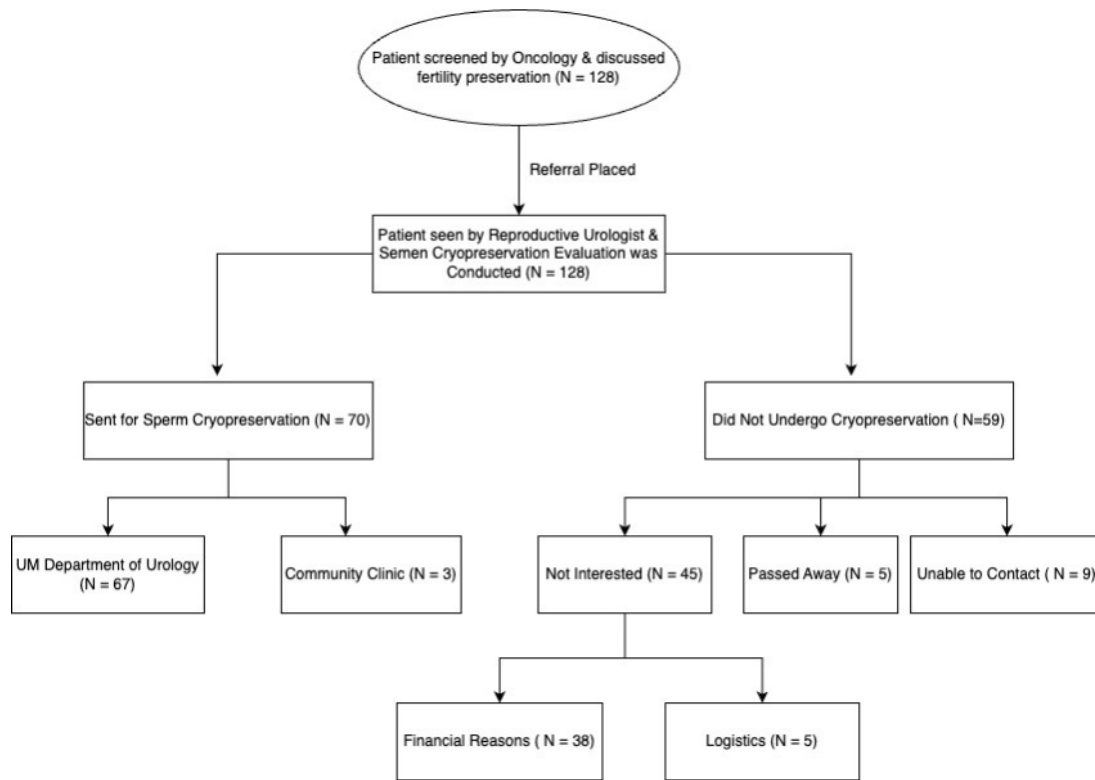 Patient screened by Oncology & discussed
fertility preservation (N = 128)
Referral Placed
Patient seen by Reproductive Urologist &
Semen Cryopreservation Evaluation was
Conducted (N = 128)
Sent for Sperm Cryopreservation (N = 70)
Did Not Undergo Cryopreservation ( N=59)
UM Department of Urology
(N = 67)
Community Clinic (N = 3)
Not Interested (N = 45)
Passed Away (N = 5)
Unable to Contact ( N = 9)
Financial Reasons ( N = 38)
Logistics (N = 5)